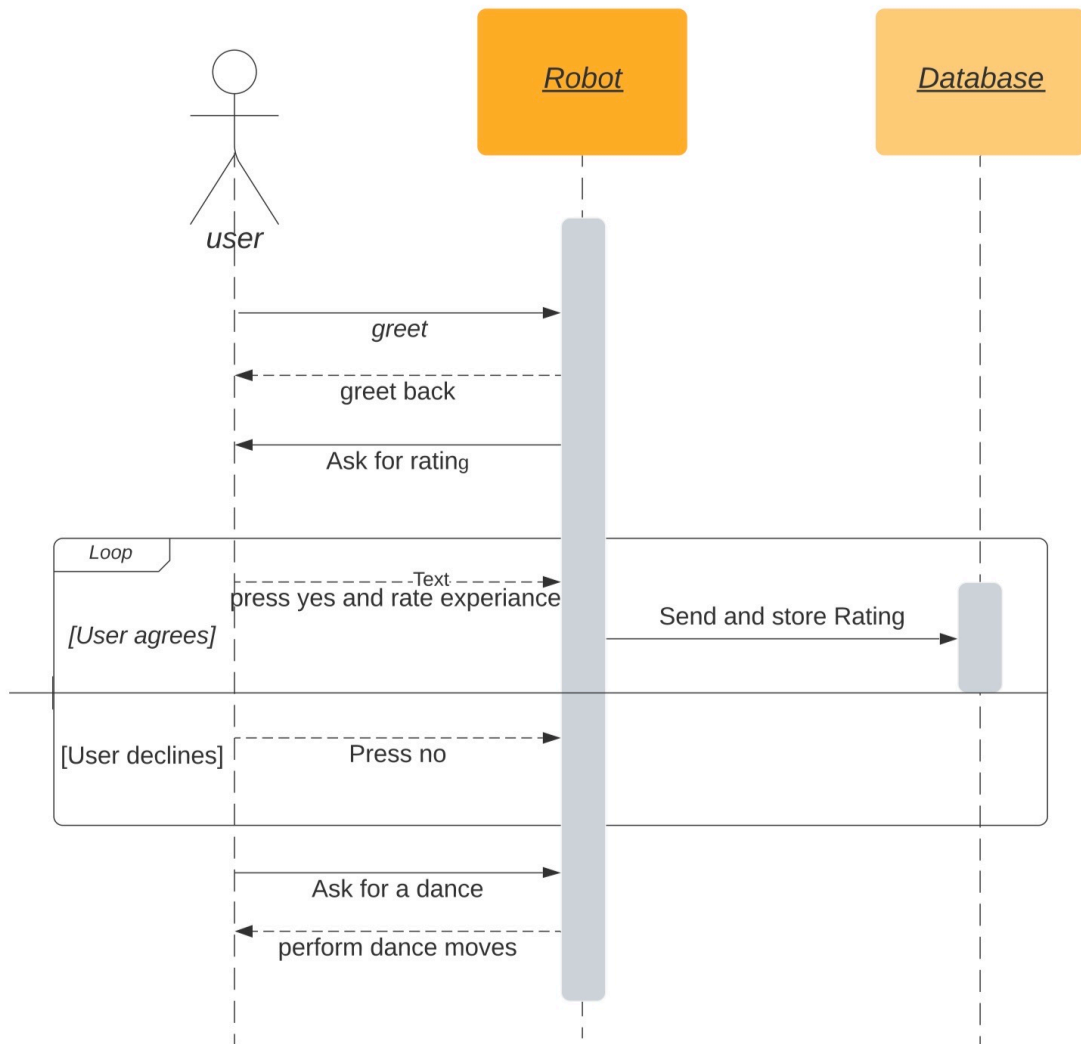 Robot
Database
user
greet
greet back
Ask for rating
Loop
Text
press yes and rate experiance
Send and store Rating
[User agrees]
[User declines]
Press no
Ask for a dance
perform dance moves